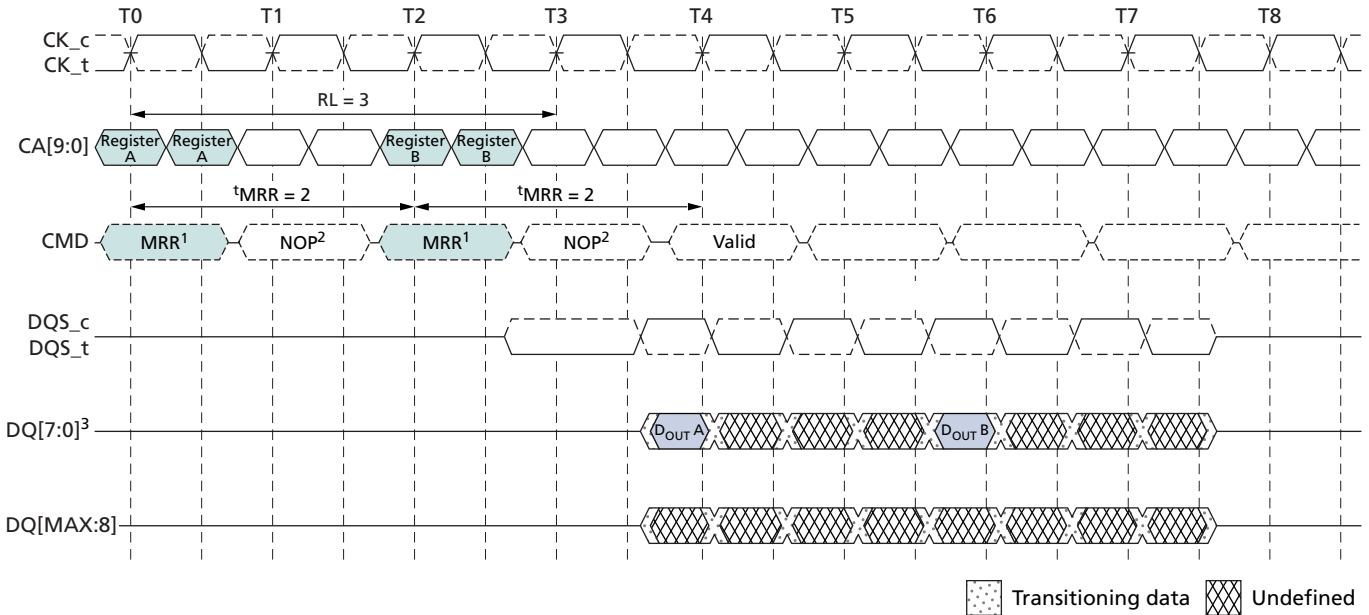 T0 T1 T2 T3 T4 T5 T6 T7 T8
CK_c
CK_t
RL = 3
CA[9:0] Register A Register A Register B Register B
tMRR = 2 tMRR = 2
CMD MRR1 NOP2 MRR1 NOP2 Valid
DQS_c
DQS_t
DQ[7:0]3 DOUT A DOUT B
DQ[MAX:8]
Transitioning data Undefined